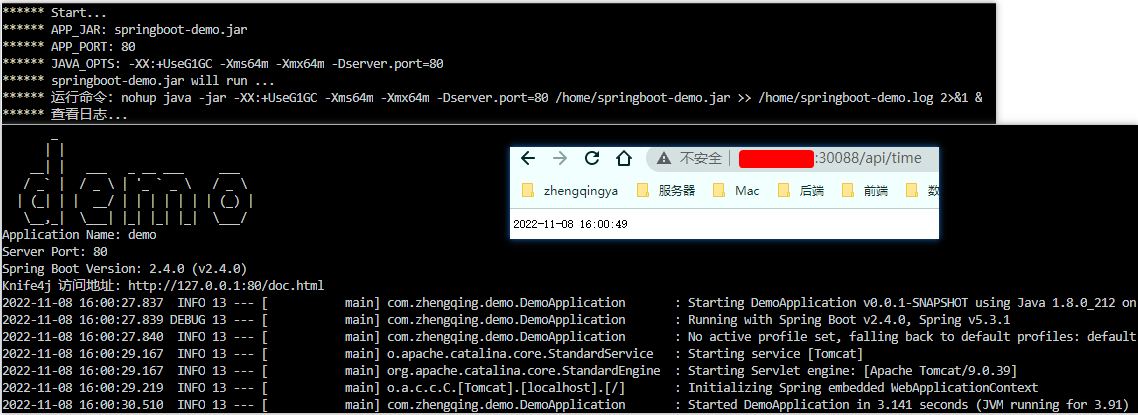 ****** Start...
****** APP_JAR: springboot-demo.jar
****** APP_PORT: 80
****** JAVA_OPTS: -XX:+UseG1GC -Xms64m -Xmx64m -Dserver.port=80
****** springboot-demo.jar will run ...
****** 运行命令: nohup java -jar -XX:+UseG1GC -Xms64m -Xmx64m -Dserver.port=80 /home/springboot-demo.jar >> /home/springboot-demo.log 2>&1 &
****** 查看日志...
demo
不安全 | :30088/api/time
zhengqingya 服务器 Mac 后端 前端 数
2022-11-08 16:00:49
Application Name: demo
Server Port: 80
Spring Boot Version: 2.4.0 (v2.4.0)
Knife4j 访问地址: http://127.0.0.1:80/doc.html
2022-11-08 16:00:27.837  INFO 13 --- [           main] com.zhengqing.demo.DemoApplication       : Starting DemoApplication v0.0.1-SNAPSHOT using Java 1.8.0_212 on
2022-11-08 16:00:27.839 DEBUG 13 --- [           main] com.zhengqing.demo.DemoApplication       : Running with Spring Boot v2.4.0, Spring v5.3.1
2022-11-08 16:00:27.840  INFO 13 --- [           main] com.zhengqing.demo.DemoApplication       : No active profile set, falling back to default profiles: default
2022-11-08 16:00:29.167  INFO 13 --- [           main] o.apache.catalina.core.StandardService   : Starting service [Tomcat]
2022-11-08 16:00:29.167  INFO 13 --- [           main] org.apache.catalina.core.StandardEngine  : Starting Servlet engine: [Apache Tomcat/9.0.39]
2022-11-08 16:00:29.219  INFO 13 --- [           main] o.a.c.c.C.[Tomcat].[localhost].[/]       : Initializing Spring embedded WebApplicationContext
2022-11-08 16:00:30.510  INFO 13 --- [           main] com.zhengqing.demo.DemoApplication       : Started DemoApplication in 3.141 seconds (JVM running for 3.91)